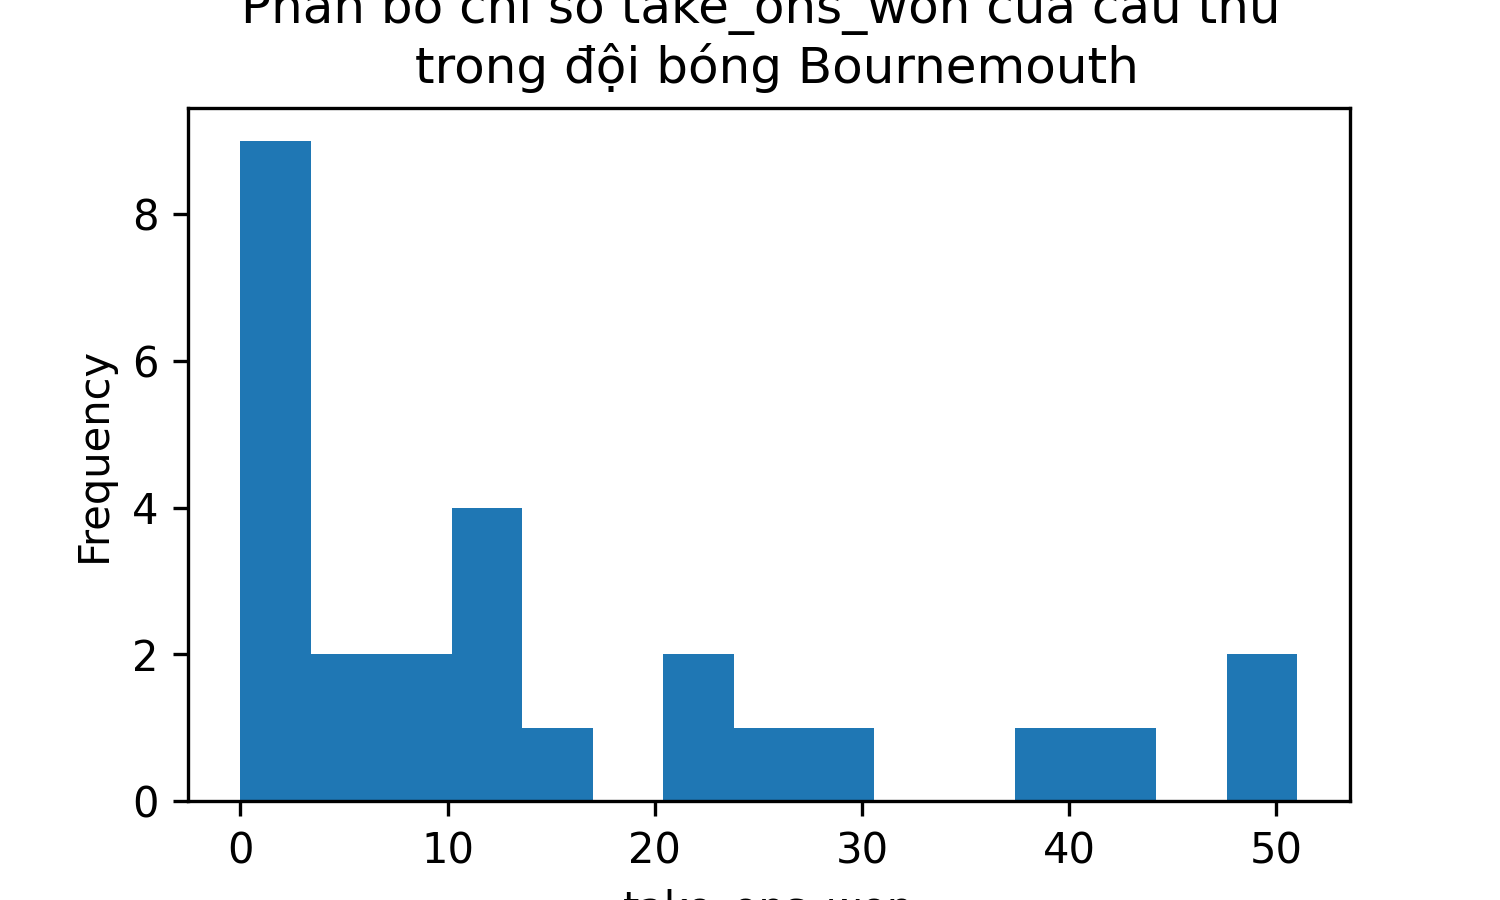 Phân bố chỉ số take_ons_won của cầu thủ
trong đội bóng Bournemouth
8
6
4
2
0
Frequency
0 10 20 30 40 50
take_ons_won